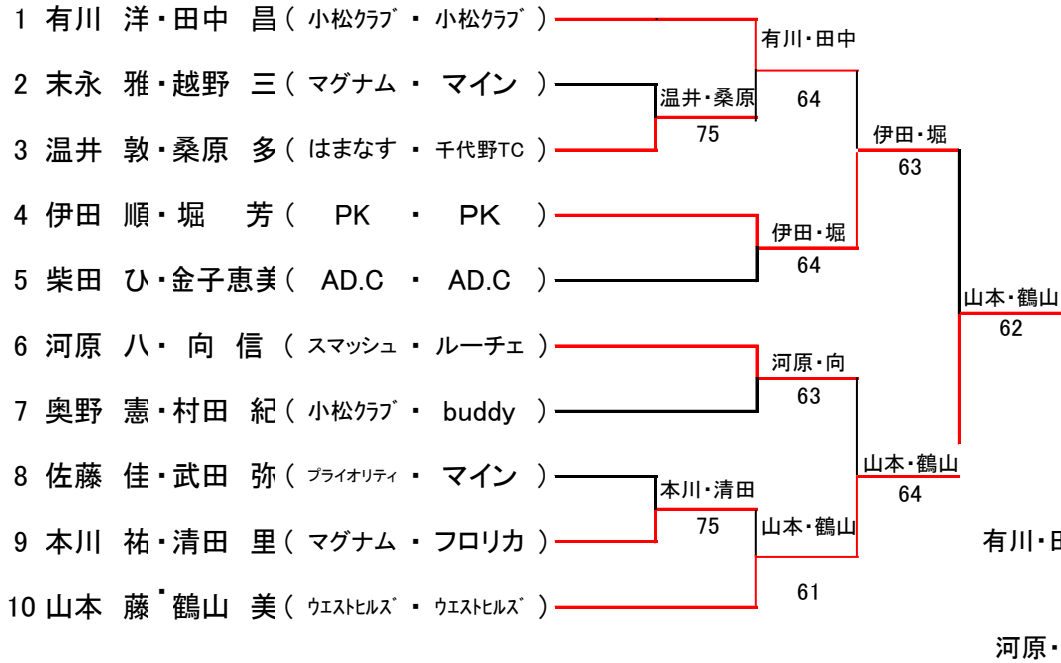 1 有川 洋・田中 昌 ( 小松クラブ ・ 小松クラブ )
有川・田中
2 末永 雅・越野 三 ( マグナム ・ マイン )
温井・桑原
64
75
3 温井 敦・桑原 多 ( はまなす ・ 千代野TC )
伊田・堀
63
4 伊田 順・堀 芳 ( PK ・ PK )
伊田・堀
64
5 柴田 ひ・金子恵美 ( AD.C ・ AD.C )
山本・鶴山
62
6 河原 八・向 信 ( スマッシュ ・ ルーチェ )
河原・向
63
7 奥野 憲・村田 紀 ( 小松クラブ ・ buddy )
8 佐藤 佳・武田 弥 ( プライオリティ ・ マイン )
山本・鶴山
64
本川・清田
75
山本・鶴山
9 本川 祐・清田 里 ( マグナム ・ フロリカ )
有川・
61
10 山本 藤・鶴山 美 ( ウエストヒルズ ・ ウエストヒルズ )
河原・